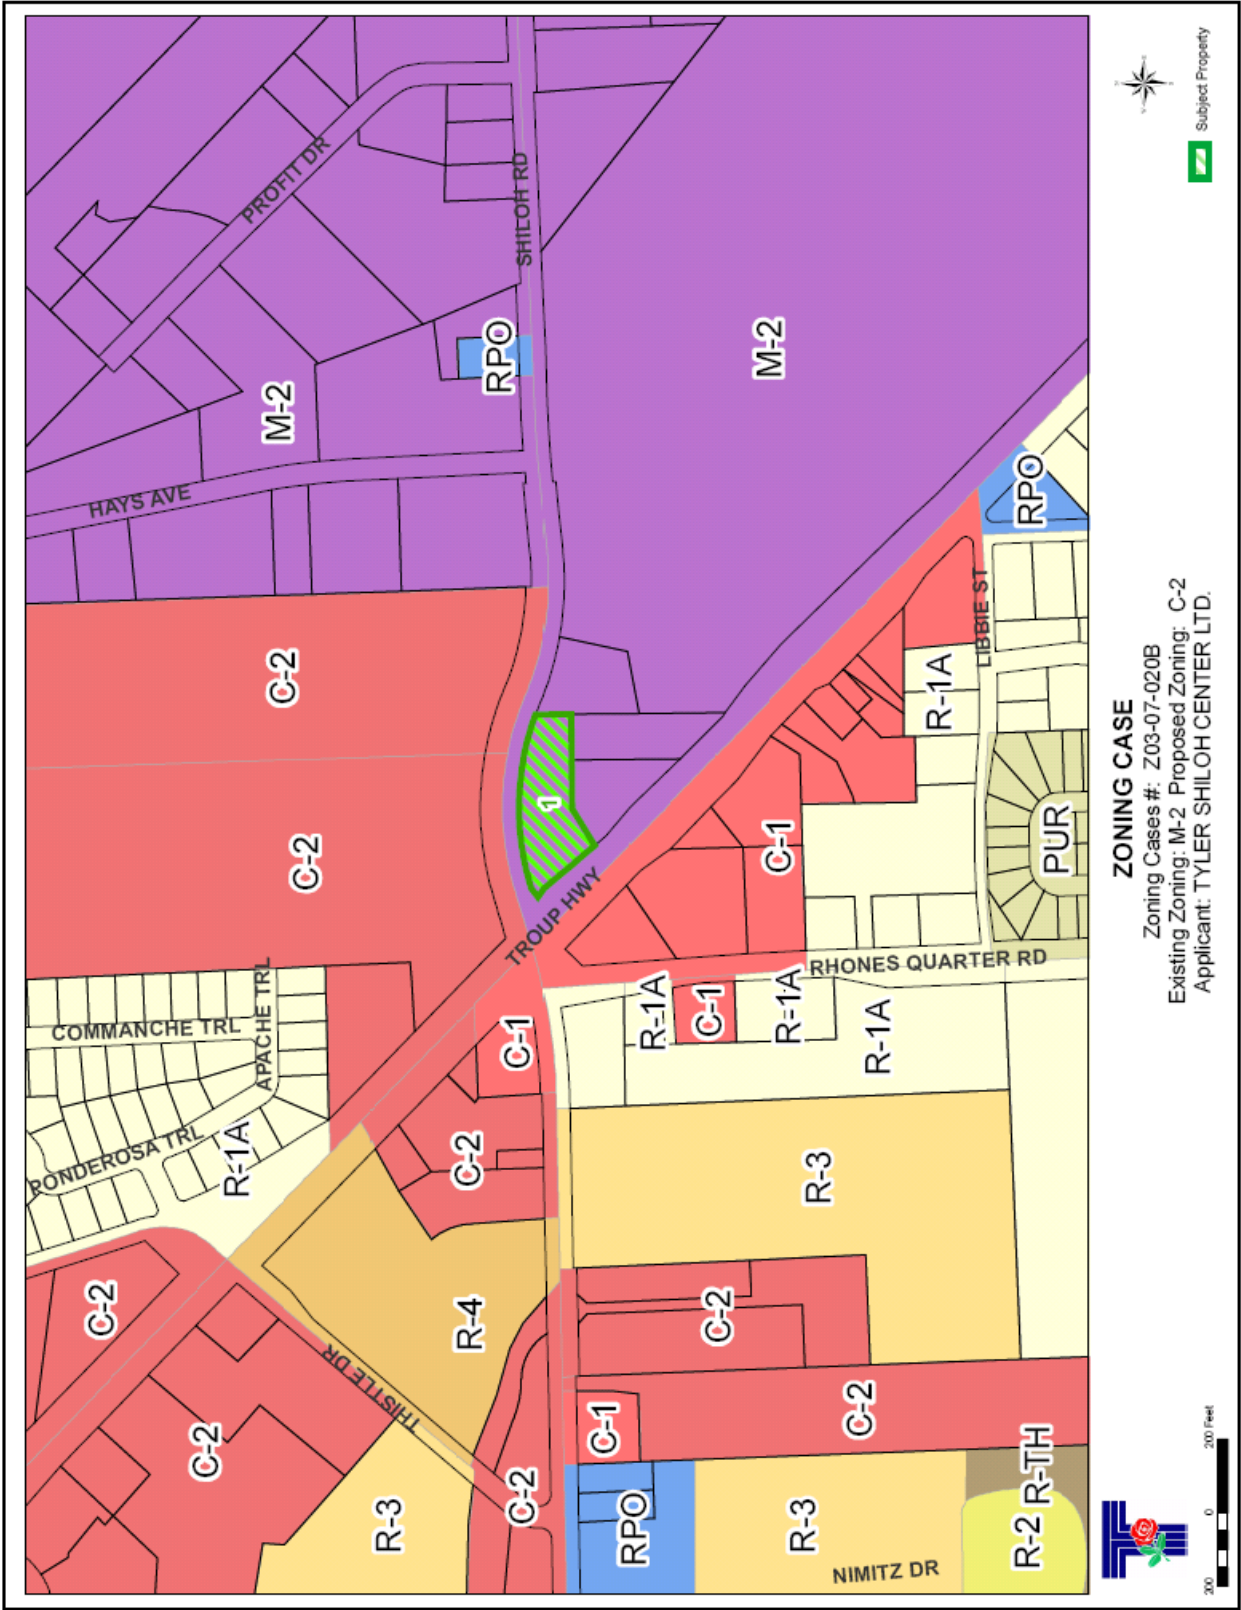 PROFIT DR
SHILOH RD
RPO
M-2
M-2
HAYS AVE
RPO
LIBBIE ST
C-2
R-1A
C-2
1
TROUP HWY
C-1
PUR
RHONES QUARTER RD
COMMANCHE TRL
APACHE TRL
PONDEROSA TRL
R-1A
C-1
R-1A
C-1
R-1A
R-1A
C-2
R-3
C-2
R-4
THISTLE DR
C-2
C-2
C-1
C-2
R-3
C-2
RPO
R-3
NIMITZ DR
R-2
R-TH
ZONING CASE
Zoning Cases #: Z03-07-020B
Existing Zoning: M-2 Proposed Zoning: C-2
Applicant: TYLER SHILOH CENTER LTD.
Subject Property
200 0 200 Feet